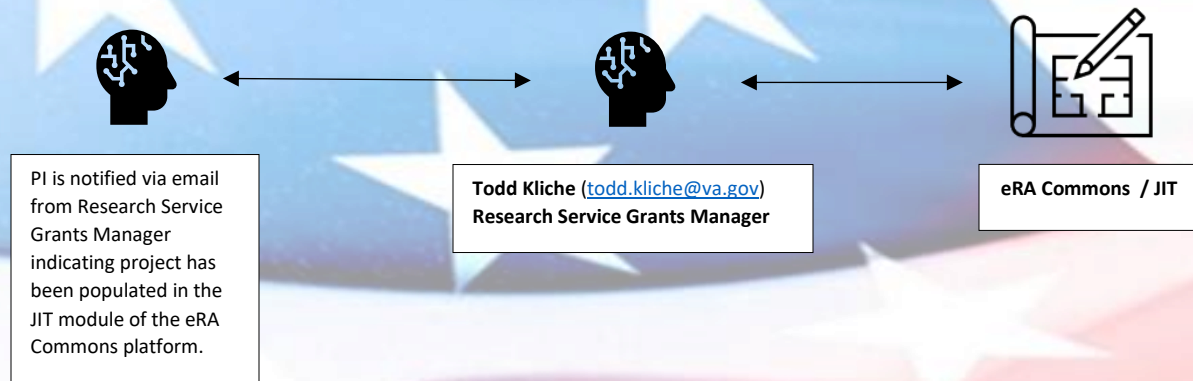 PI is notified via email
from Research Service
Grants Manager
indicating project has
been populated in the
JIT module of the eRA
Commons platform.
Todd Kliche (todd.kliche@va.gov)
Research Service Grants Manager
eRA Commons / JIT